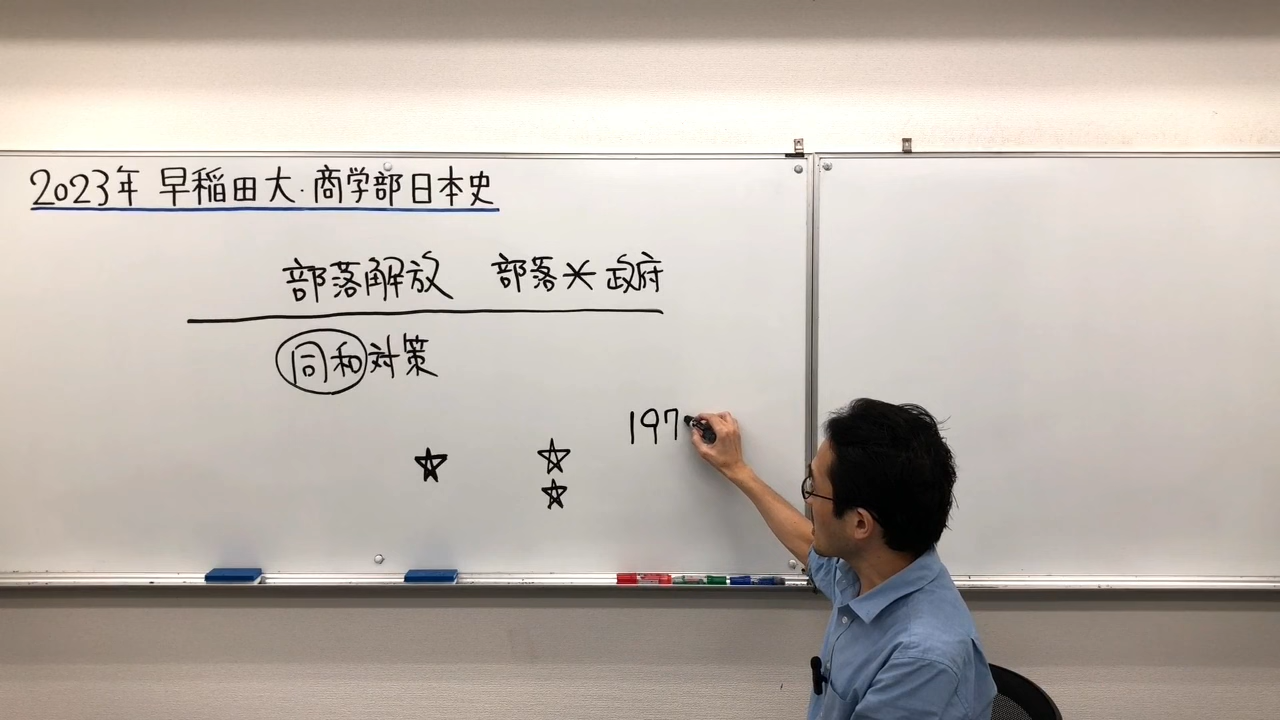 2023年 早稲田大・商学部日本史
部落解放 部落 政府
同和対策
☆ ☆
☆
197